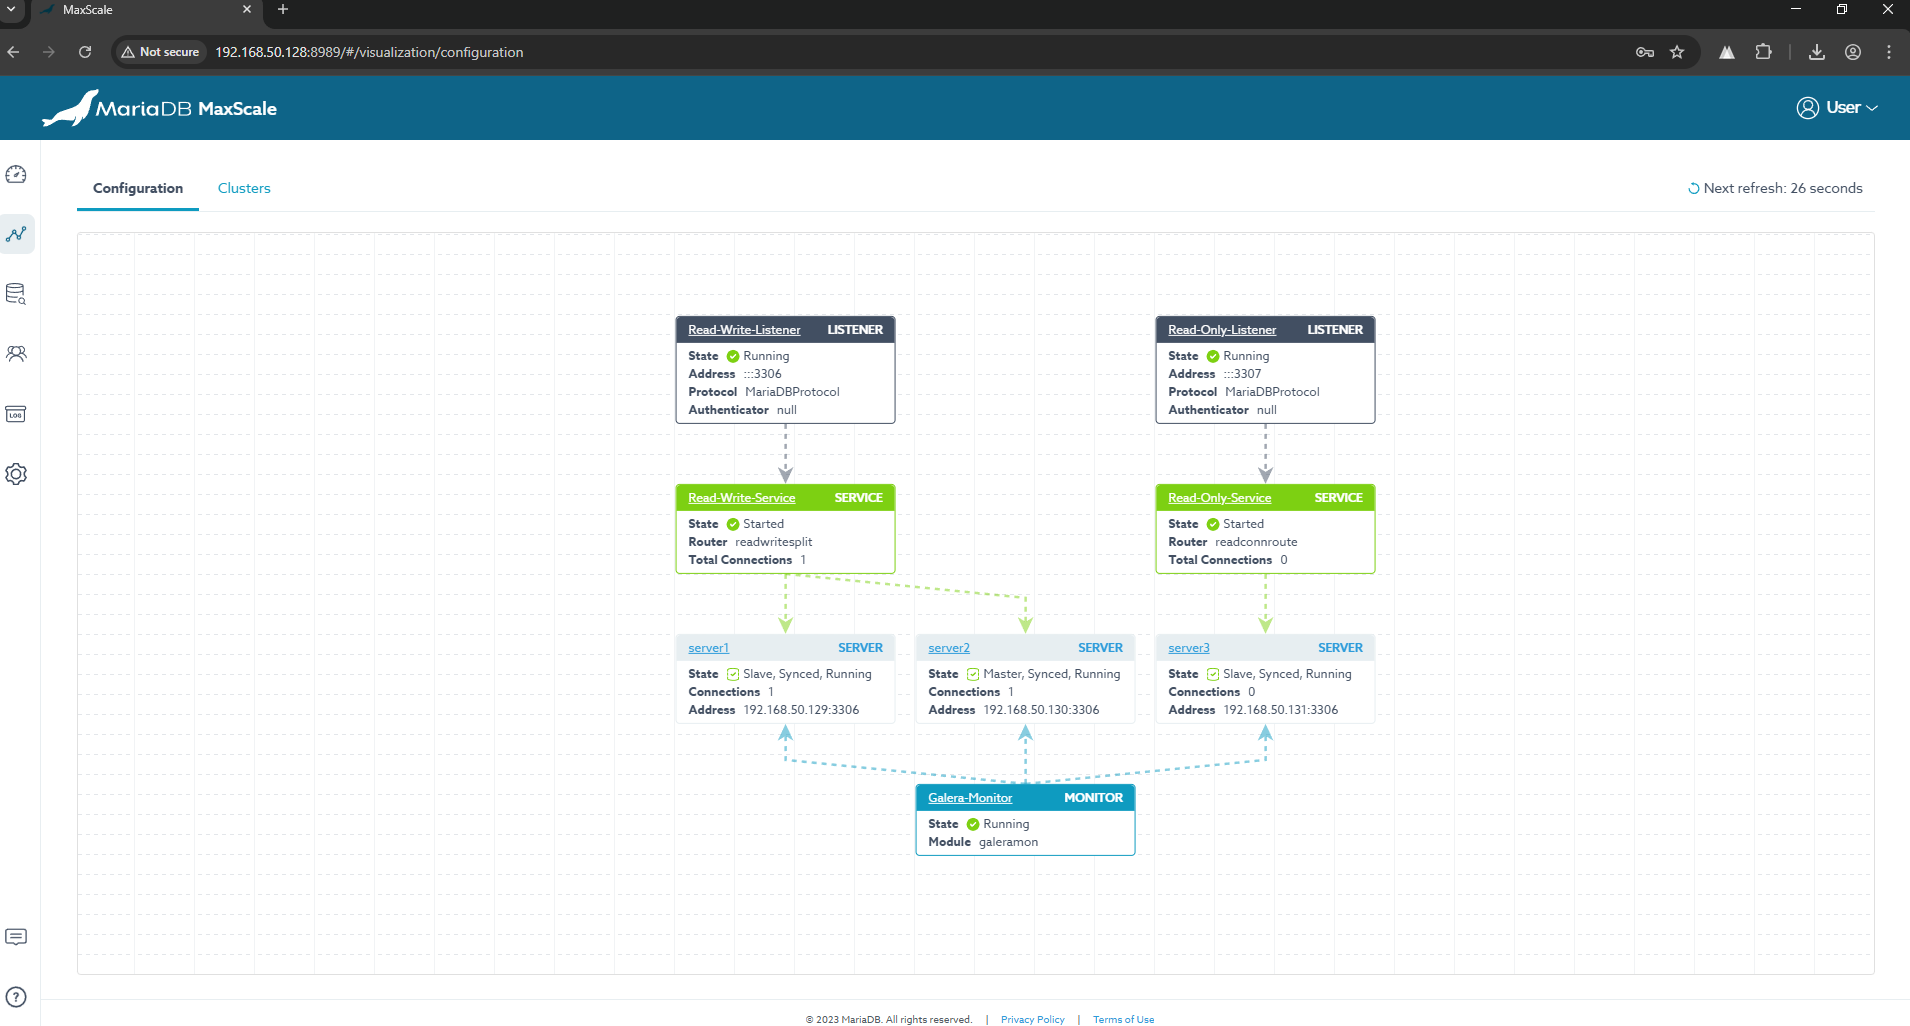 MaxScale
Not secure 192.168.50.128:8989/#/visualization/configuration
MariaDB MaxScale
User
Configuration Clusters
Next refresh: 26 seconds
Read-Write-Listener LISTENER
State Running
Address :::3306
Protocol MariaDBProtocol
Authenticator null
Read-Only-Listener LISTENER
State Running
Address :::3307
Protocol MariaDBProtocol
Authenticator null
Read-Write-Service SERVICE
State Started
Router readwritesplit
Total Connections 1
Read-Only-Service SERVICE
State Started
Router readconnroute
Total Connections 0
server1 SERVER
State Slave, Synced, Running
Connections 1
Address 192.168.50.129:3306
server2 SERVER
State Master, Synced, Running
Connections 1
Address 192.168.50.130:3306
server3 SERVER
State Slave, Synced, Running
Connections 0
Address 192.168.50.131:3306
Galera-Monitor MONITOR
State Running
Module galeramon
LOG
© 2023 MariaDB. All rights reserved. | Privacy Policy | Terms of Use